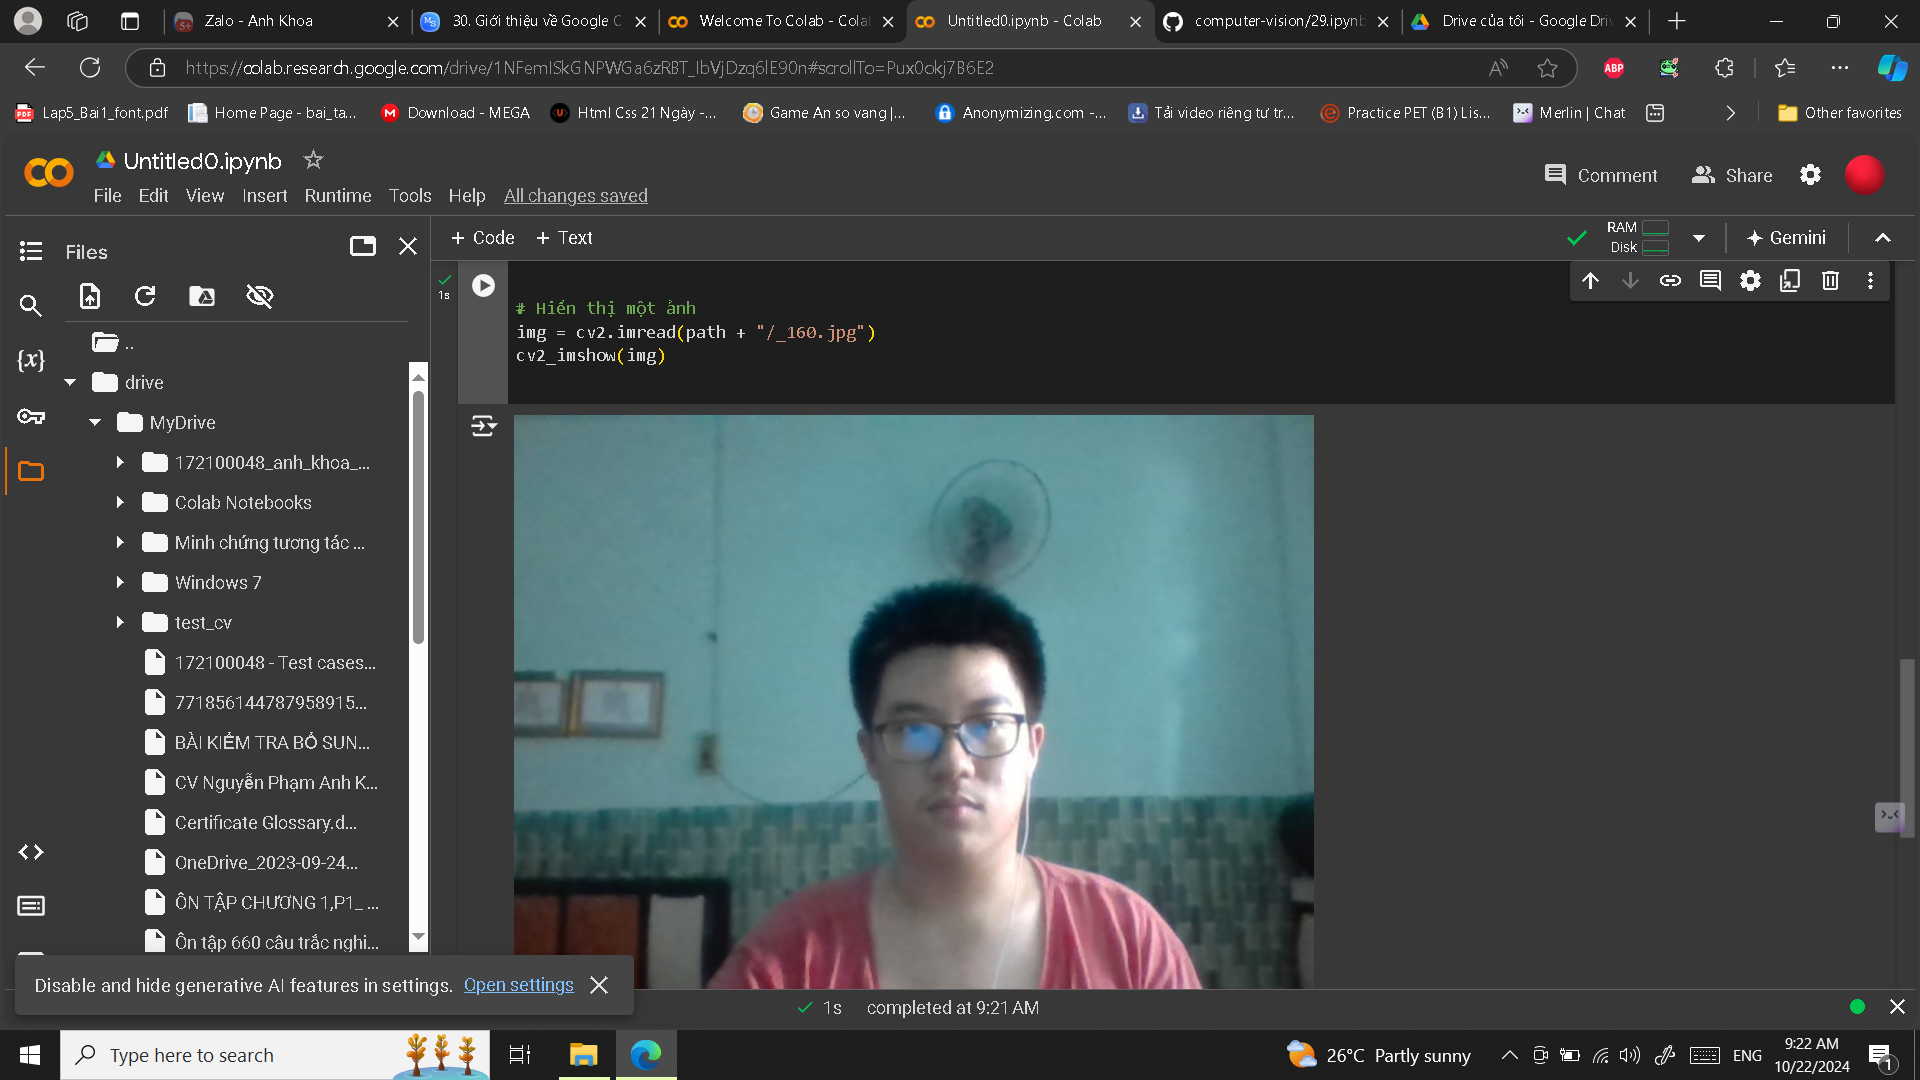 Zalo - Anh Khoa
30. Giới thiệu về Google C
Welcome To Colab - Colab
Untitled0.ipynb - Colab
computer-vision/29.ipynb
Drive của tôi - Google Driv
https://colab.research.google.com/drive/1NFemISkGNPWGa6zRBT_IbVjDzq6lE90n#scrollTo=Pux0okj7B6E2
ABP
PDF
Lap5_Bai1_font.pdf
Home Page - bai_ta...
Download - MEGA
Html Css 21 Ngày -...
Game An so vang |...
Anonymizing.com -...
Tải video riêng tư tr...
Practice PET (B1) Lis...
Merlin | Chat
Other favorites
Untitled0.ipynb
File Edit View Insert Runtime Tools Help All changes saved
Comment
Share
Files
+ Code + Text
RAM
Disk
Gemini
1s
# Hiển thị một ảnh
img = cv2.imread(path + "/_160.jpg")
cv2_imshow(img)
{x}
..
drive
MyDrive
172100048_anh_khoa_...
Colab Notebooks
Minh chứng tương tác ...
Windows 7
test_cv
172100048 - Test cases...
771856144787958915...
BÀI KIỂM TRA BỔ SUN...
CV Nguyễn Phạm Anh K...
Certificate Glossary.d...
OneDrive_2023-09-24...
ÔN TẬP CHƯƠNG 1,P1_ ...
Ôn tập 660 câu trắc nghi...
Disable and hide generative AI features in settings. Open settings
1s completed at 9:21 AM
Type here to search
26°C Partly sunny
ENG
9:22 AM
10/22/2024
1